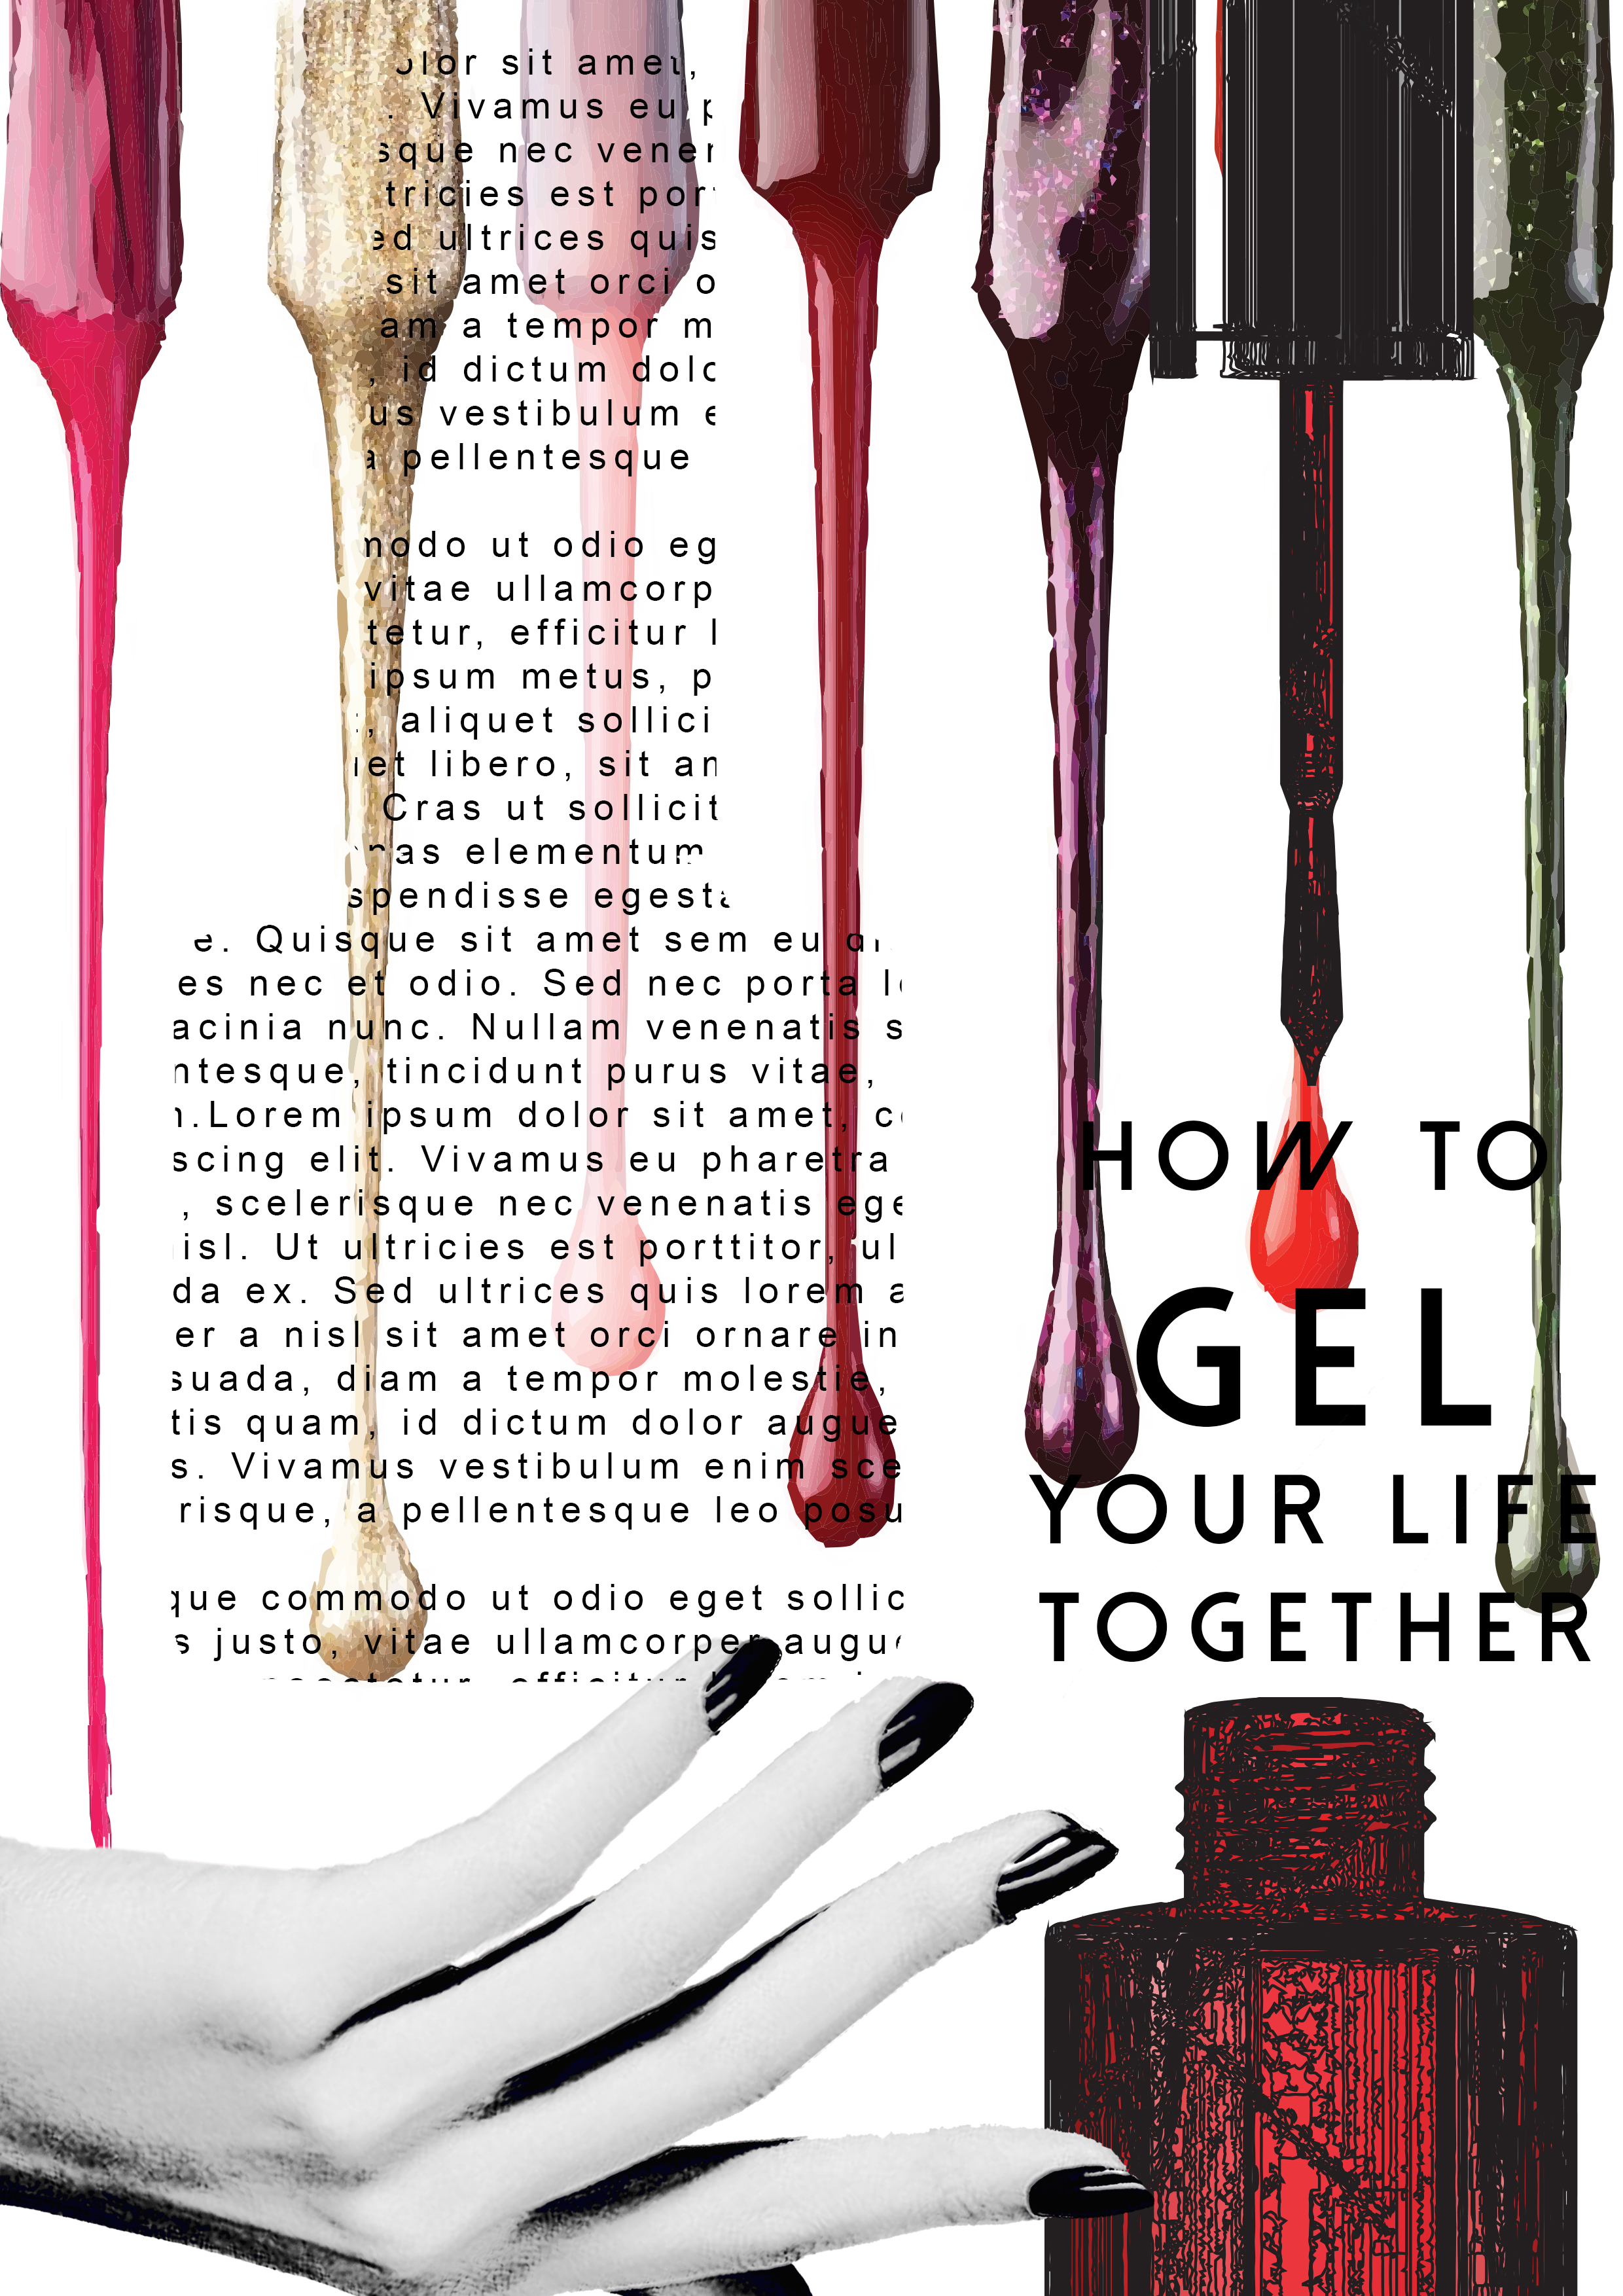 olor sit amet,
. Vivamus eu p
sque nec vener
tricies est por
ed ultrices quis
sit amet orci o
am a tempor m
, id dictum dolo
us vestibulum e
a pellentesque
modo ut odio eg
vitae ullamcorp
tetur, efficitur l
ipsum metus, p
, aliquet sollici
et libero, sit am
Cras ut sollicit
nas elementum
spendisse egesta
e. Quisque sit amet sem eu di
es nec et odio. Sed nec porta l
acinia nunc. Nullam venenatis s
ntesque, tincidunt purus vitae,
n.Lorem ipsum dolor sit amet, c
scing elit. Vivamus eu pharetra
, scelerisque nec venenatis ege
isl. Ut ultricies est porttitor, ul
da ex. Sed ultrices quis lorem a
er a nisl sit amet orci ornare in
suada, diam a tempor molestie,
tis quam, id dictum dolor augue
s. Vivamus vestibulum enim sce
risque, a pellentesque leo posu
que commodo ut odio eget sollic
s justo, vitae ullamcorper augue
nsectetur, efficitur
HOW TO
GEL
YOUR LIFE
TOGETHER